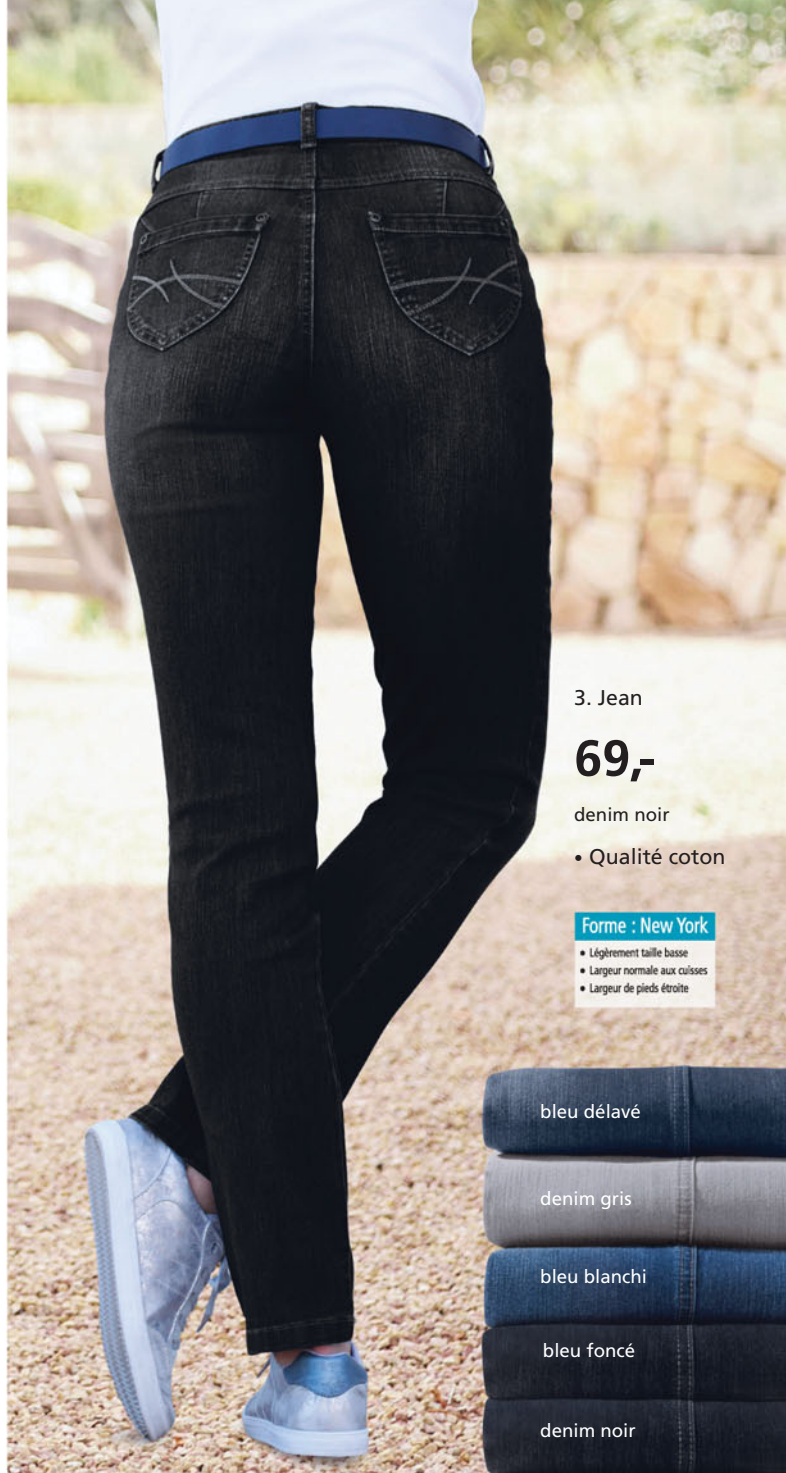 3. Jean
69,-
denim noir
• Qualité coton
Forme : New York
• Légèrement taille basse
• Largeur normale aux cuisses
• Largeur de pieds étroite
bleu délavé
denim gris
bleu blanchi
bleu foncé
denim noir